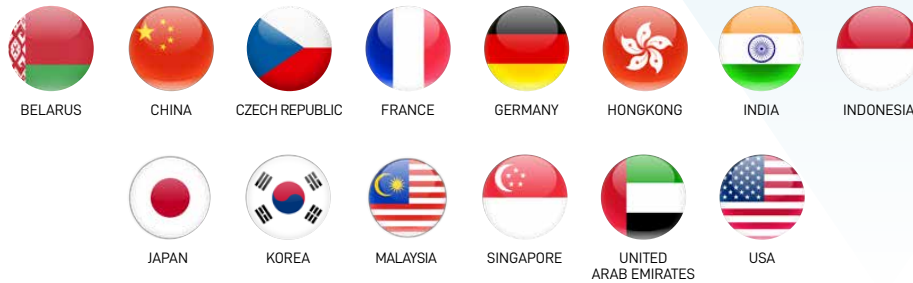 BELARUS
CHINA
CZECH REPUBLIC
FRANCE
GERMANY
HONGKONG
INDIA
INDONESIA
JAPAN
KOREA
MALAYSIA
SINGAPORE
UNITED
ARAB EMIRATES
USA